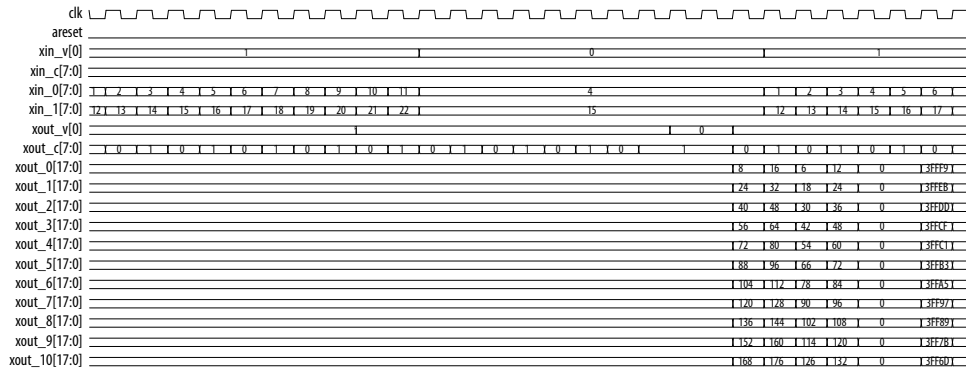 clk
areset
xin_v[0] 1 0 1
xin_c[7:0]
xin_0[7:0] 1 2 3 4 5 6 7 8 9 10 11 4 1 2 3 4 5 6
xin_1[7:0] 12 13 14 15 16 17 18 19 20 21 22 15 12 13 14 15 16 17
xout_v[0] 1 0
xout_c[7:0] 0 1 0 1 0 1 0 1 0 1 0 1 0 1 0 1 0 1 0 1 0 1 0 1 0
xout_0[17:0] 8 16 6 12 0 3FFF9
xout_1[17:0] 24 32 18 24 0 3FFEB
xout_2[17:0] 40 48 30 36 0 3FFDD
xout_3[17:0] 56 64 42 48 0 3FFCF
xout_4[17:0] 72 80 54 60 0 3FFC1
xout_5[17:0] 88 96 66 72 0 3FFB3
xout_6[17:0] 104 112 78 84 0 3FFA5
xout_7[17:0] 120 128 90 96 0 3FF97
xout_8[17:0] 136 144 102 108 0 3FF89
xout_9[17:0] 152 160 114 120 0 3FF7B
xout_10[17:0] 168 176 126 132 0 3FF6D